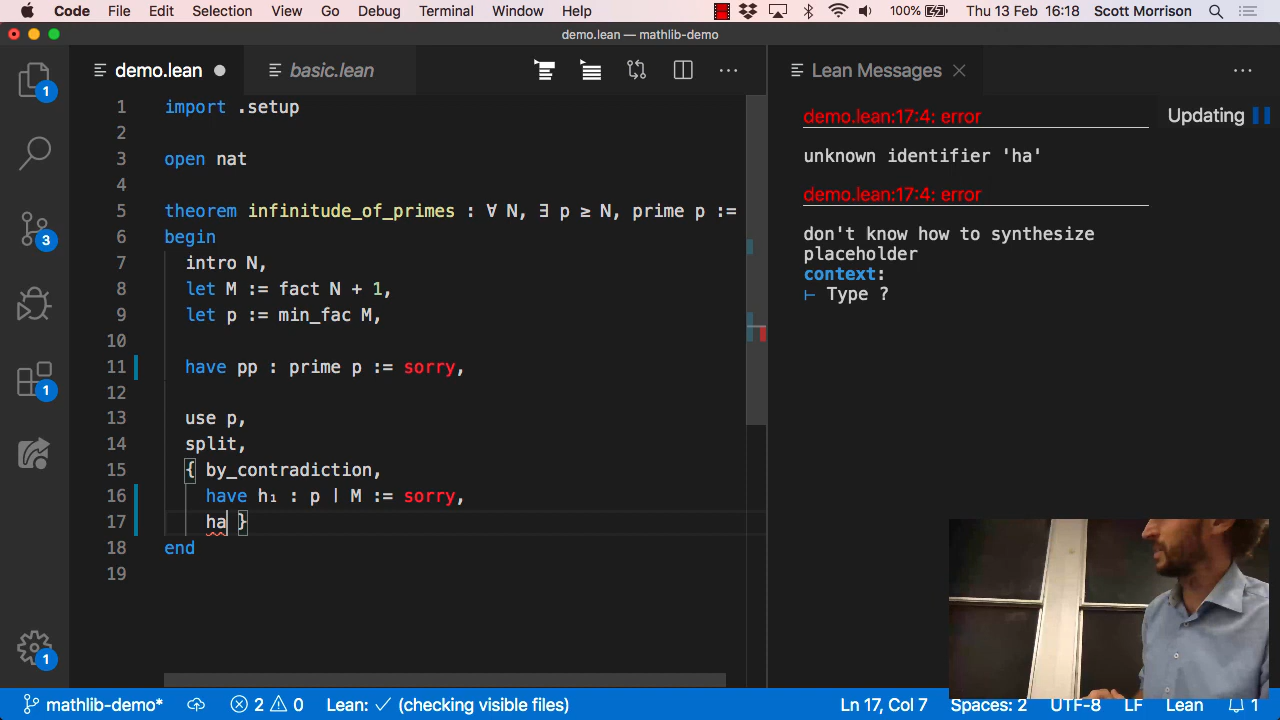 Code File Edit Selection View Go Debug Terminal Window Help 100% Thu 13 Feb 16:18 Scott Morrison
demo.lean — mathlib-demo
demo.lean
basic.lean
Lean Messages
1 import .setup
2
3 open nat
4
5 theorem infinitude_of_primes : ∀ N, ∃ p ≥ N, prime p :=
6 begin
7 intro N,
8 let M := fact N + 1,
9 let p := min_fac M,
10
11 have pp : prime p := sorry,
12
13 use p,
14 split,
15 { by_contradiction,
16 have h₁ : p ∣ M := sorry,
17 ha }
18 end
19
demo.lean:17:4: error
Updating
unknown identifier 'ha'
demo.lean:17:4: error
don't know how to synthesize
placeholder
context:
⊢ Type ?
1
3
1
1
mathlib-demo* 2 0 Lean: ✓ (checking visible files) Ln 17, Col 7 Spaces: 2 UTF-8 LF Lean 1